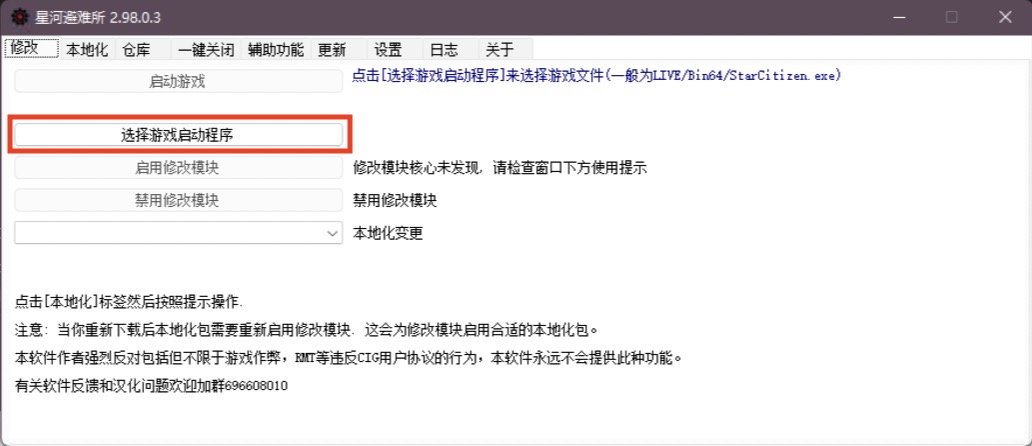 星河避难所 2.98.0.3
修改 本地化 仓库 一键关闭 辅助功能 更新 设置 日志 关于
启动游戏 点击[选择游戏启动程序]来选择游戏文件(一般为LIVE/Bin64/StarCitizen.exe)
选择游戏启动程序
启用修改模块 修改模块核心未发现, 请检查窗口下方使用提示
禁用修改模块 禁用修改模块
本地化变更
点击[本地化]标签然后按照提示操作.
注意: 当你重新下载后本地化包需要重新启用修改模块. 这会为修改模块启用合适的本地化包。
本软件作者强烈反对包括但不限于游戏作弊, RMT等违反CIG用户协议的行为, 本软件永远不会提供此种功能。
有关软件反馈和汉化问题欢迎加群696608010